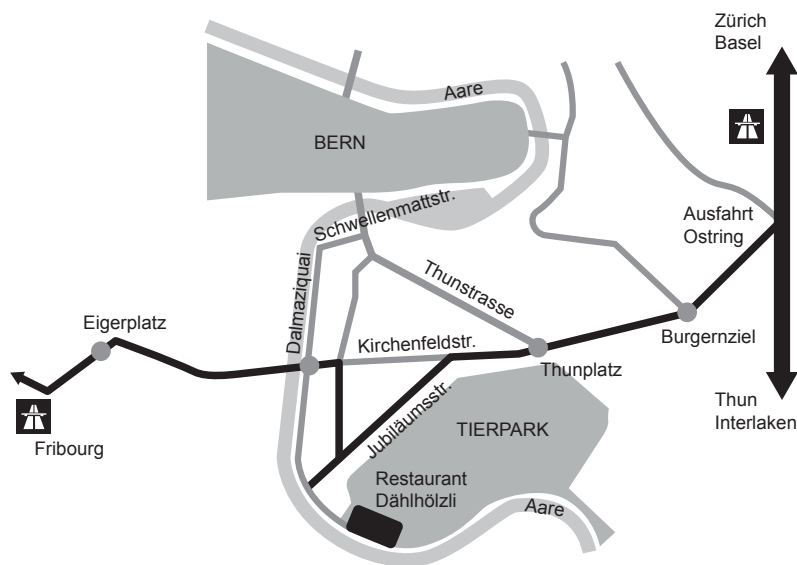 Zürich
Basel
Aare
BERN
Schwellenmattstr.
Ausfahrt
Ostring
Dalmaziquai
Thunstrasse
Eigerplatz
Kirchenfeldstr.
Burgernziel
Thunplatz
Jubiläumsstr.
Thun
Interlaken
TIERPARK
Fribourg
Restaurant
Dählhölzli
Aare